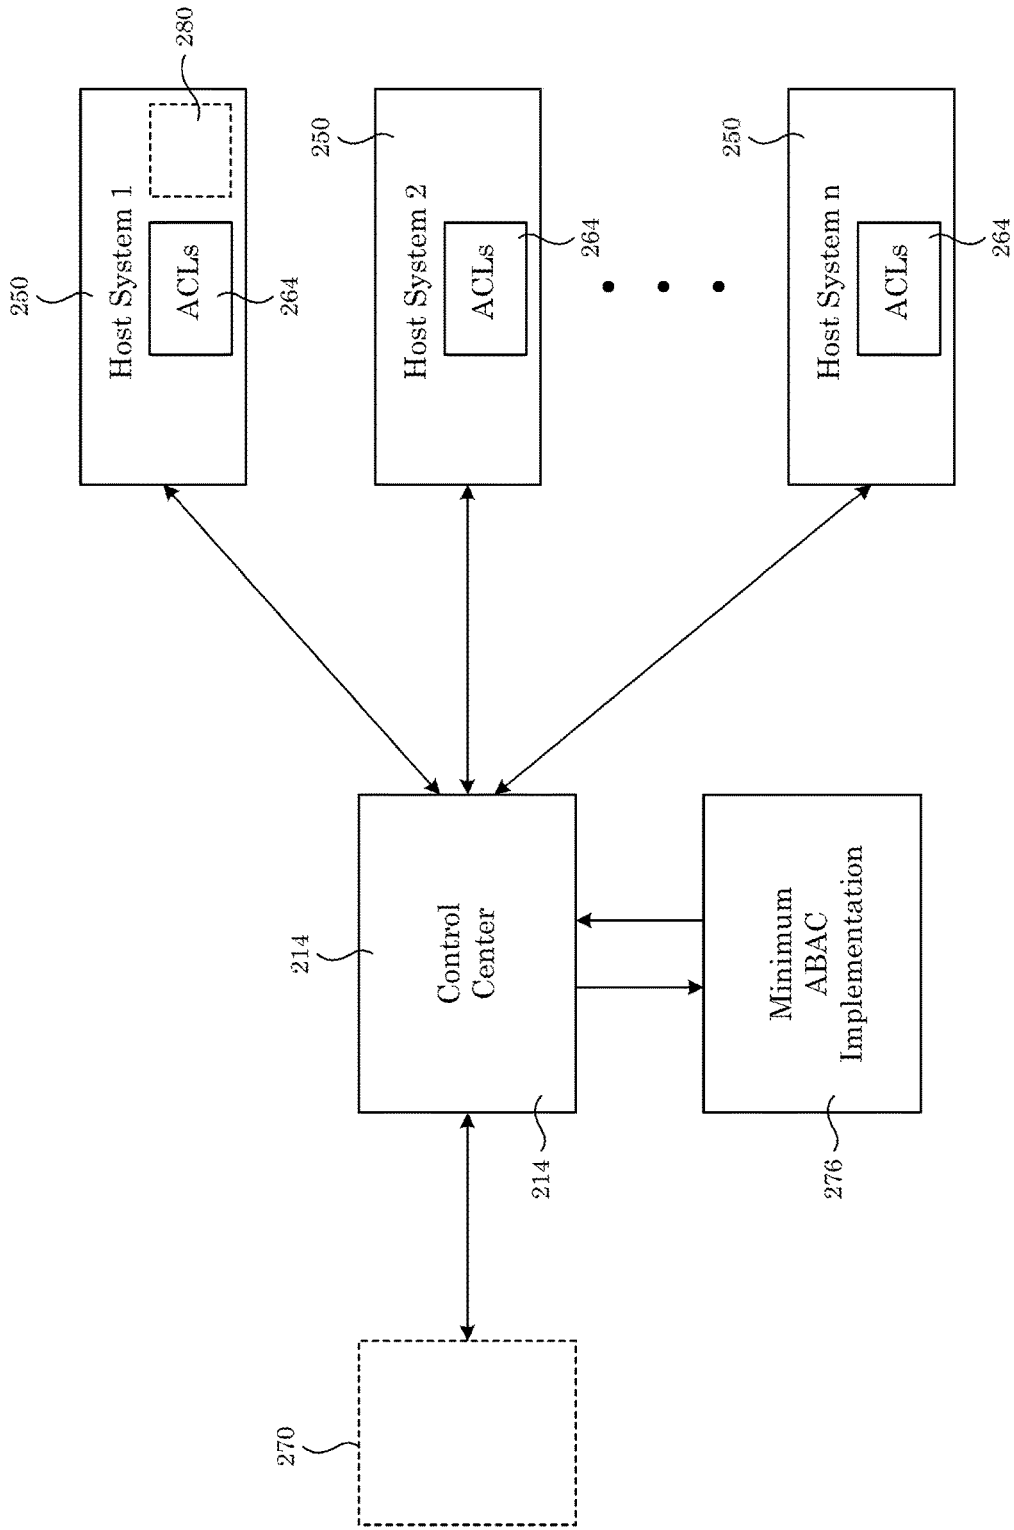 250
Host System 1
ACLs
264
280
250
Host System 2
ACLs
264
250
Host System n
ACLs
264
214
Control
Center
214
Minimum
ABAC
Implementation
276
270